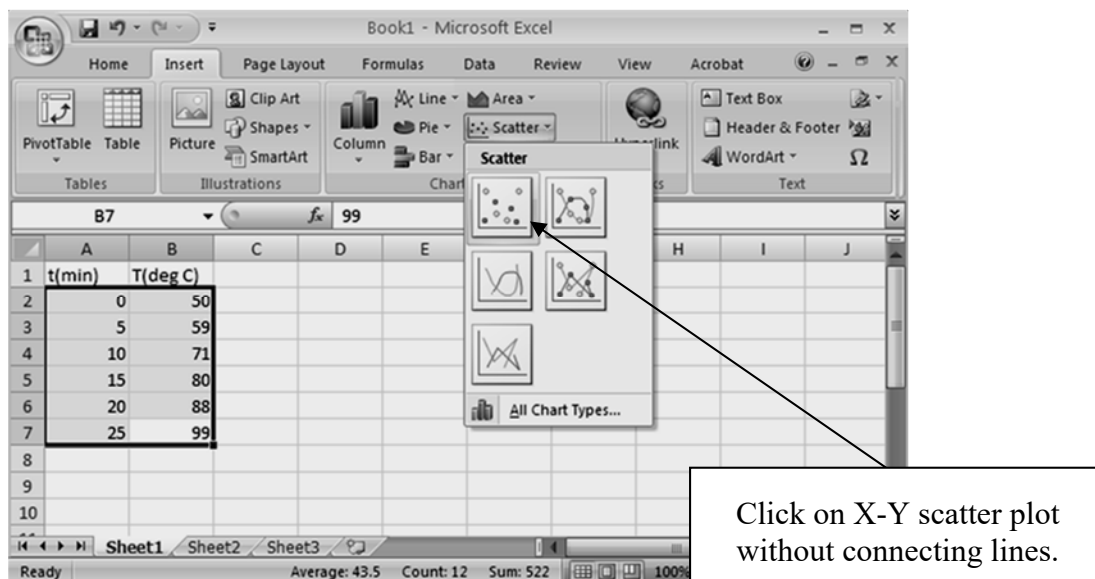 Book1 - Microsoft Excel
Home Insert Page Layout Formulas Data Review View Acrobat
PivotTable Table Picture Clip Art Shapes SmartArt Column Line Pie Bar Area Scatter Text Box Header & Footer WordArt Ω
Tables Illustrations Text
Scatter
All Chart Types...
B7 fx 99
A B C D E H I J
1 t(min) T(deg C)
2 0 50
3 5 59
4 10 71
5 15 80
6 20 88
7 25 99
8
9
10
Sheet1 Sheet2 Sheet3
Ready Average: 43.5 Count: 12 Sum: 522 100%
Click on X-Y scatter plot
without connecting lines.